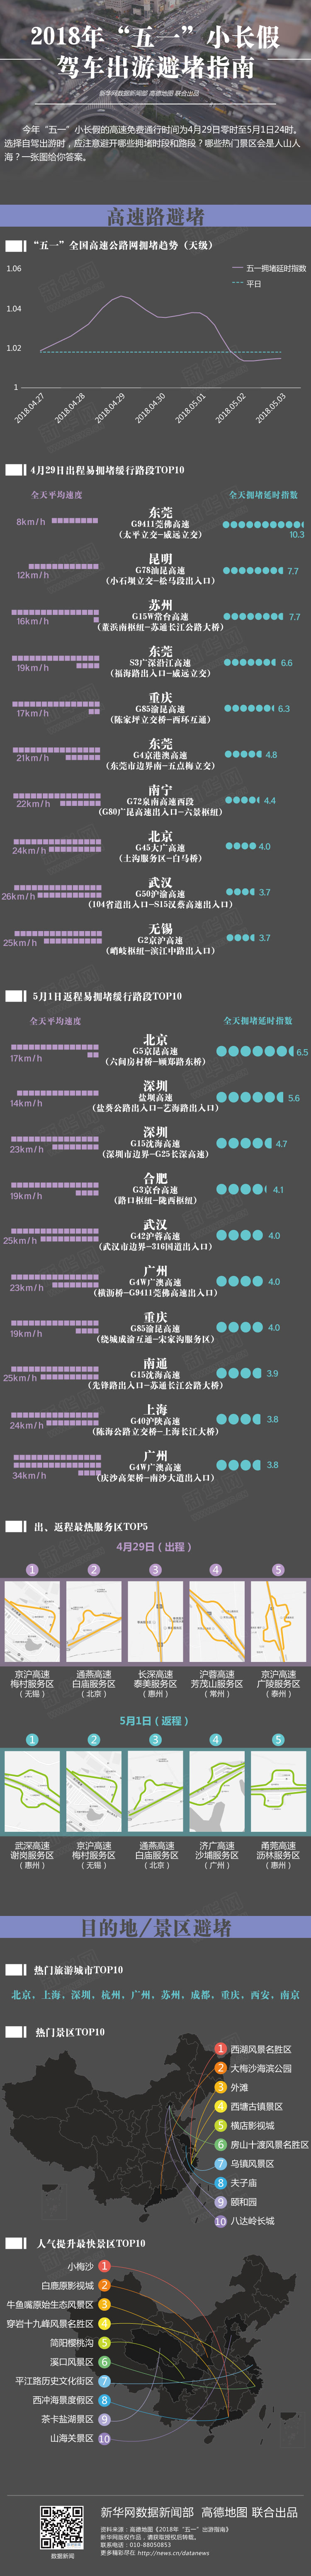 2018年“五一”小长假
驾车出游避堵指南
新华网数据新闻部 高德地图 联合出品
今年“五一”小长假的高速免费通行时间为4月29日零时至5月1日24时。
选择自驾出游时，应注意避开哪些拥堵时段和路段？哪些热门景区会是人山人
海？一张图给你答案。
高速路避堵
“五一”全国高速公路网拥堵趋势（天级）
五一拥堵延时指数
平日
1.06
1.04
1.02
1
2018.04.27
2018.04.28
2018.04.29
2018.04.30
2018.05.01
2018.05.02
2018.05.03
4月29日出程易拥堵缓行路段TOP10
全天平均速度
全天拥堵延时指数
东莞
G9411莞佛高速
（太平立交-威远立交）
8km/h
10.3
昆明
G78汕昆高速
（小石坝立交-松马段出入口）
12km/h
7.7
苏州
G15W常台高速
（董浜南枢纽-苏通长江公路大桥）
16km/h
7.7
东莞
S3广深沿江高速
（福海路出入口-威远立交）
19km/h
6.6
重庆
G85渝昆高速
（陈家坪立交桥-西环互通）
17km/h
6.3
东莞
G4京港澳高速
（东莞市边界南-五点梅立交）
21km/h
4.8
南宁
G72泉南高速西段
（G80广昆高速出入口-六景枢纽）
22km/h
4.4
北京
G45大广高速
（土沟服务区-白马桥）
24km/h
4.0
武汉
G50沪渝高速
（104省道出入口-S15汉蔡高速出入口）
26km/h
3.7
无锡
G2京沪高速
（峭岐枢纽-滨江中路出入口）
25km/h
3.7
5月1日返程易拥堵缓行路段TOP10
全天平均速度
全天拥堵延时指数
北京
G5京昆高速
（六间房村桥-顾郑路东桥）
17km/h
6.5
深圳
盐坝高速
（盐葵公路出入口-艺海路出入口）
14km/h
5.6
深圳
G15沈海高速
（深圳市边界-G25长深高速）
23km/h
4.7
合肥
G3京台高速
（路口枢纽-陇西枢纽）
19km/h
4.1
武汉
G42沪蓉高速
（武汉市边界-316国道出入口）
25km/h
4.0
广州
G4W广澳高速
（横沥桥-G9411莞佛高速出入口）
23km/h
4.0
重庆
G85渝昆高速
（绕城成渝互通-宋家沟服务区）
19km/h
4.0
南通
G15沈海高速
（先锋路出入口-苏通长江公路大桥）
25km/h
3.9
上海
G40沪陕高速
（陈海公路立交桥-上海长江大桥）
24km/h
3.8
广州
G4W广澳高速
（庆沙高架桥-南沙大道出入口）
34km/h
3.8
出、返程最热服务区TOP5
4月29日（出程）
1 2 3 4 5
京沪高速 通燕高速 长深高速 沪蓉高速 京沪高速
梅村服务区 白庙服务区 泰美服务区 芳茂山服务区 广陵服务区
（无锡） （北京） （惠州） （常州） （泰州）
5月1日（返程）
1 2 3 4 5
武深高速 京沪高速 通燕高速 济广高速 甬莞高速
谢岗服务区 梅村服务区 白庙服务区 沙埔服务区 沥林服务区
（惠州） （无锡） （北京） （广州） （惠州）
目的地/景区避堵
热门旅游城市TOP10
北京，上海，深圳，杭州，广州，苏州，成都，重庆，西安，南京
热门景区TOP10
1 西湖风景名胜区
2 大梅沙海滨公园
3 外滩
4 西塘古镇景区
5 横店影视城
6 房山十渡风景名胜区
7 乌镇风景区
8 夫子庙
9 颐和园
10 八达岭长城
人气提升最快景区TOP10
小梅沙 1
白鹿原影视城 2
牛鱼嘴原始生态风景区 3
穿岩十九峰风景名胜区 4
简阳樱桃沟 5
溪口风景区 6
平江路历史文化街区 7
西冲海景度假区 8
茶卡盐湖景区 9
山海关景区 10
新华网数据新闻部 高德地图 联合出品
资料来源：高德地图《2018年“五一”出游指南》
新华网版权作品，请获取授权后转载。
联系电话：010-88050853
更多精彩尽在 http://news.cn/datanews
数据新闻